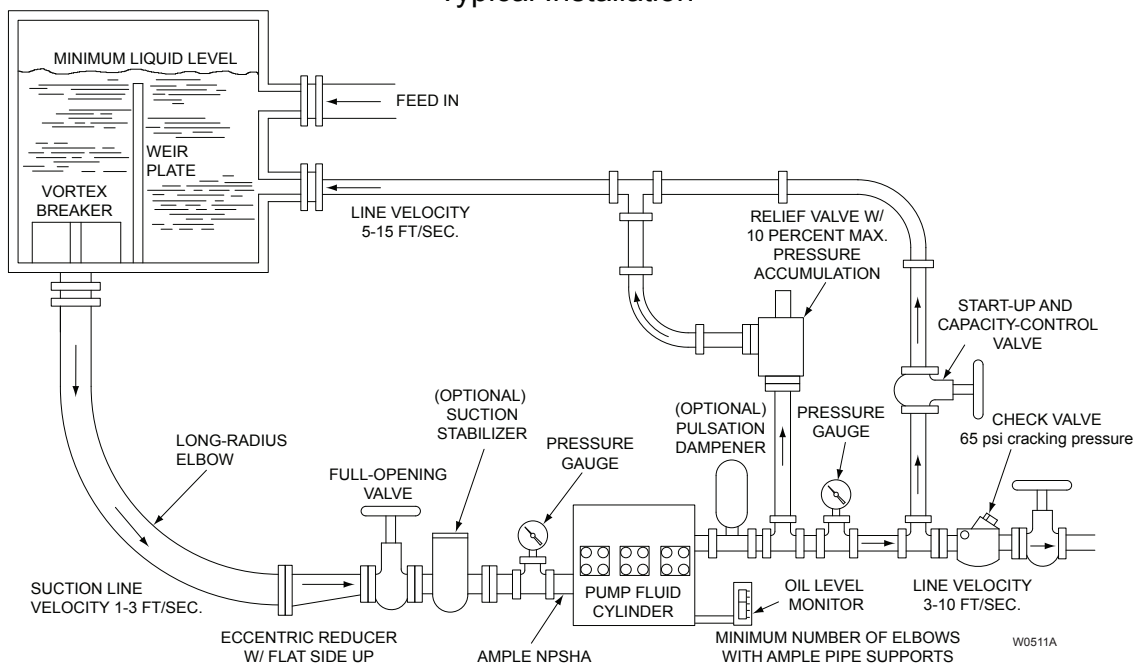 MINIMUM LIQUID LEVEL
FEED IN
WEIR
PLATE
VORTEX
BREAKER
LINE VELOCITY
5-15 FT/SEC.
RELIEF VALVE W/
10 PERCENT MAX.
PRESSURE
ACCUMULATION
START-UP AND
CAPACITY-CONTROL
VALVE
(OPTIONAL)
SUCTION
STABILIZER
(OPTIONAL)
PULSATION
DAMPENER
PRESSURE
GAUGE
CHECK VALVE
65 psi cracking pressure
LONG-RADIUS
ELBOW
PRESSURE
GAUGE
FULL-OPENING
VALVE
SUCTION LINE
VELOCITY 1-3 FT/SEC.
PUMP FLUID
CYLINDER
OIL LEVEL
MONITOR
LINE VELOCITY
3-10 FT/SEC.
ECCENTRIC REDUCER
W/ FLAT SIDE UP
AMPLE NPSHA
MINIMUM NUMBER OF ELBOWS
WITH AMPLE PIPE SUPPORTS
W0511A